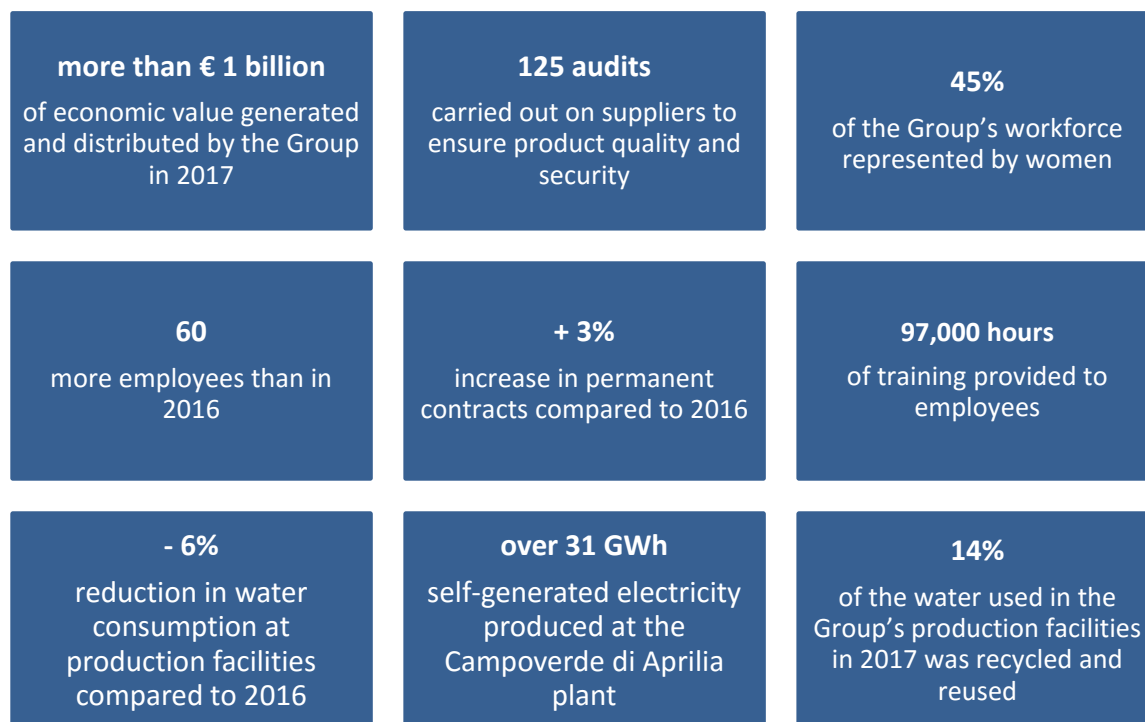 more than € 1 billion
of economic value generated
and distributed by the Group
in 2017
125 audits
carried out on suppliers to
ensure product quality and
security
45%
of the Group’s workforce
represented by women
60
more employees than in
2016
+ 3%
increase in permanent
contracts compared to 2016
97,000 hours
of training provided to
employees
- 6%
reduction in water
consumption at
production facilities
compared to 2016
over 31 GWh
self-generated electricity
produced at the
Campoverde di Aprilia
plant
14%
of the water used in the
Group’s production facilities
in 2017 was recycled and
reused